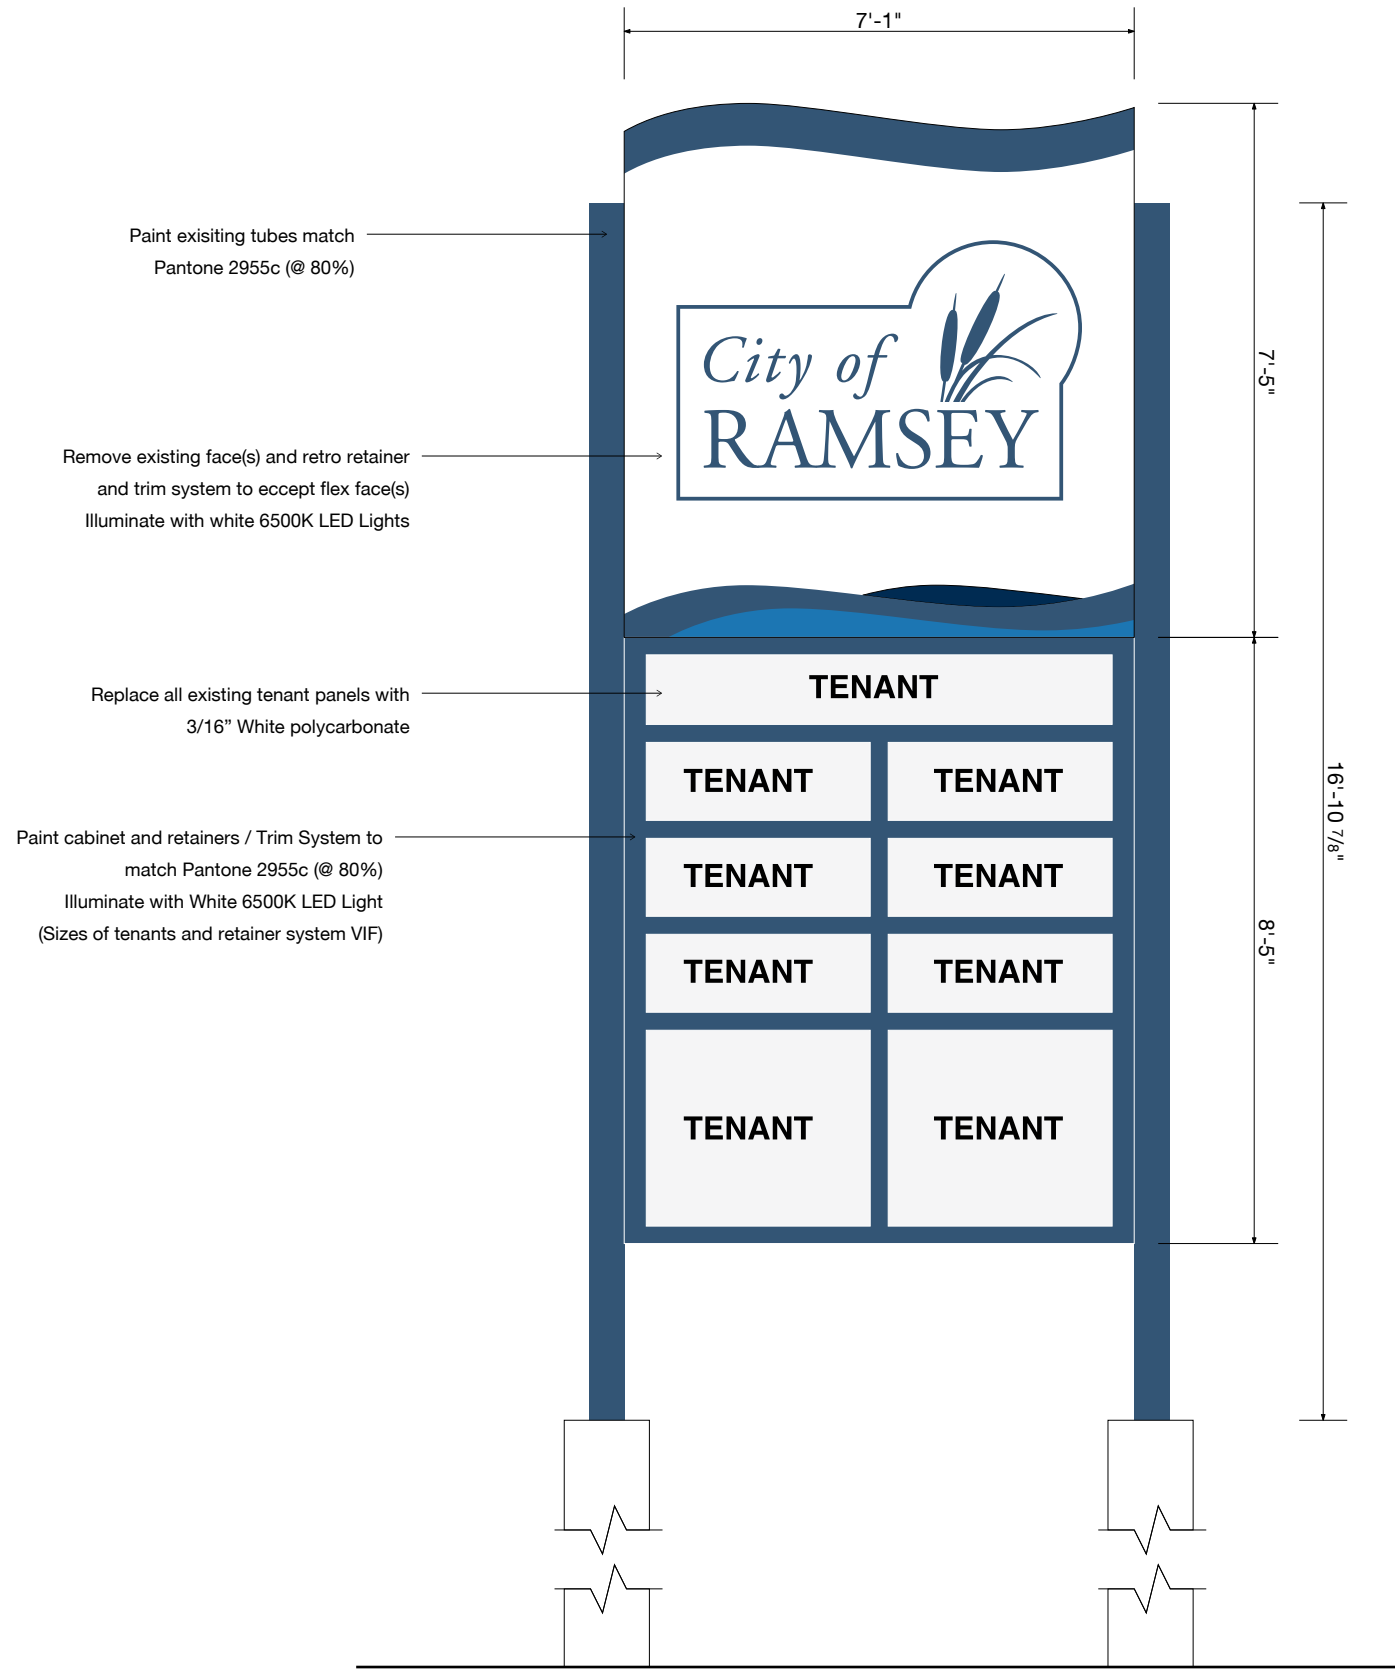 7'-1"
Paint exisiting tubes match
Pantone 2955c (@ 80%)
City of
RAMSEY
7'-5"
Remove existing face(s) and retro retainer
and trim system to eccept flex face(s)
Illuminate with white 6500K LED Lights
Replace all existing tenant panels with
3/16” White polycarbonate
TENANT
TENANT TENANT
16'-10 7/8"
Paint cabinet and retainers / Trim System to
match Pantone 2955c (@ 80%)
Illuminate with White 6500K LED Light
(Sizes of tenants and retainer system VIF)
TENANT TENANT
8'-5"
TENANT TENANT
TENANT TENANT